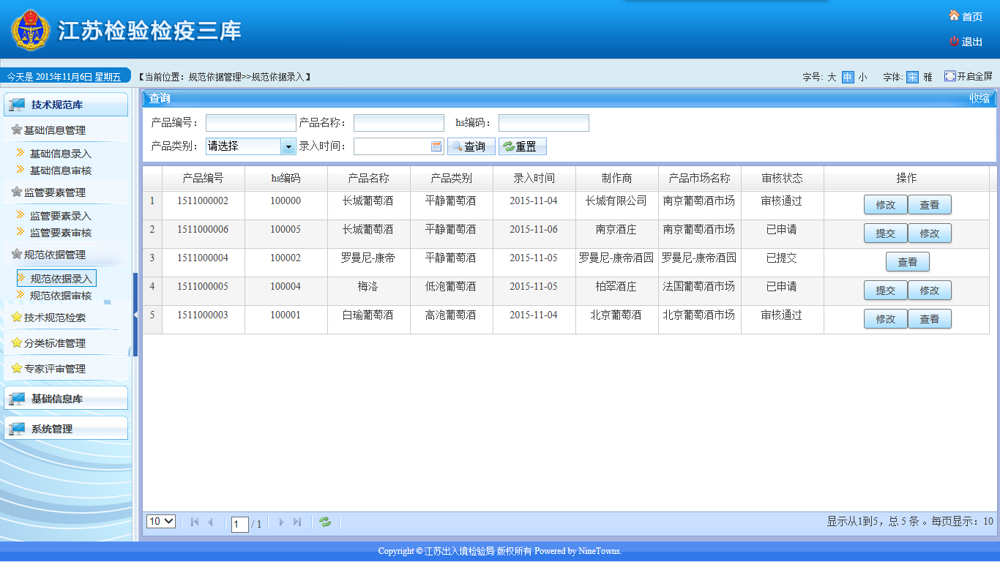 江苏检验检疫三库
首页
退出
今天是 2015年11月6日 星期五
【当前位置：规范依据管理>>规范依据录入】
字号: 大 中 小 字体: 宋 雅 开启全屏
技术规范库
基础信息管理
基础信息录入
基础信息审核
监管要素管理
监管要素录入
监管要素审核
规范依据管理
规范依据录入
规范依据审核
技术规范检索
分类标准管理
专家评审管理
基础信息库
系统管理
查询 收缩
产品编号： 产品名称： hs编码：
产品类别： 请选择 录入时间： 查询 重置
产品编号 hs编码 产品名称 产品类别 录入时间 制作商 产品市场名称 审核状态 操作
1 1511000002 100000 长城葡萄酒 平静葡萄酒 2015-11-04 长城有限公司 南京葡萄酒市场 审核通过 修改 查看
2 1511000006 100005 长城葡萄酒 平静葡萄酒 2015-11-06 南京酒庄 南京葡萄酒市场 已申请 提交 修改
3 1511000004 100002 罗曼尼-康帝 平静葡萄酒 2015-11-05 罗曼尼-康帝酒园 罗曼尼-康帝酒园 已提交 查看
4 1511000005 100004 梅洛 低泡葡萄酒 2015-11-05 柏翠酒庄 法国葡萄酒市场 已申请 提交 修改
5 1511000003 100001 白瑜葡萄酒 高泡葡萄酒 2015-11-04 北京葡萄酒 北京葡萄酒市场 审核通过 修改 查看
10 1 / 1 显示从1到5，总 5 条 。每页显示：10
Copyright © 江苏出入境检验局 版权所有 Powered by NineTowns.